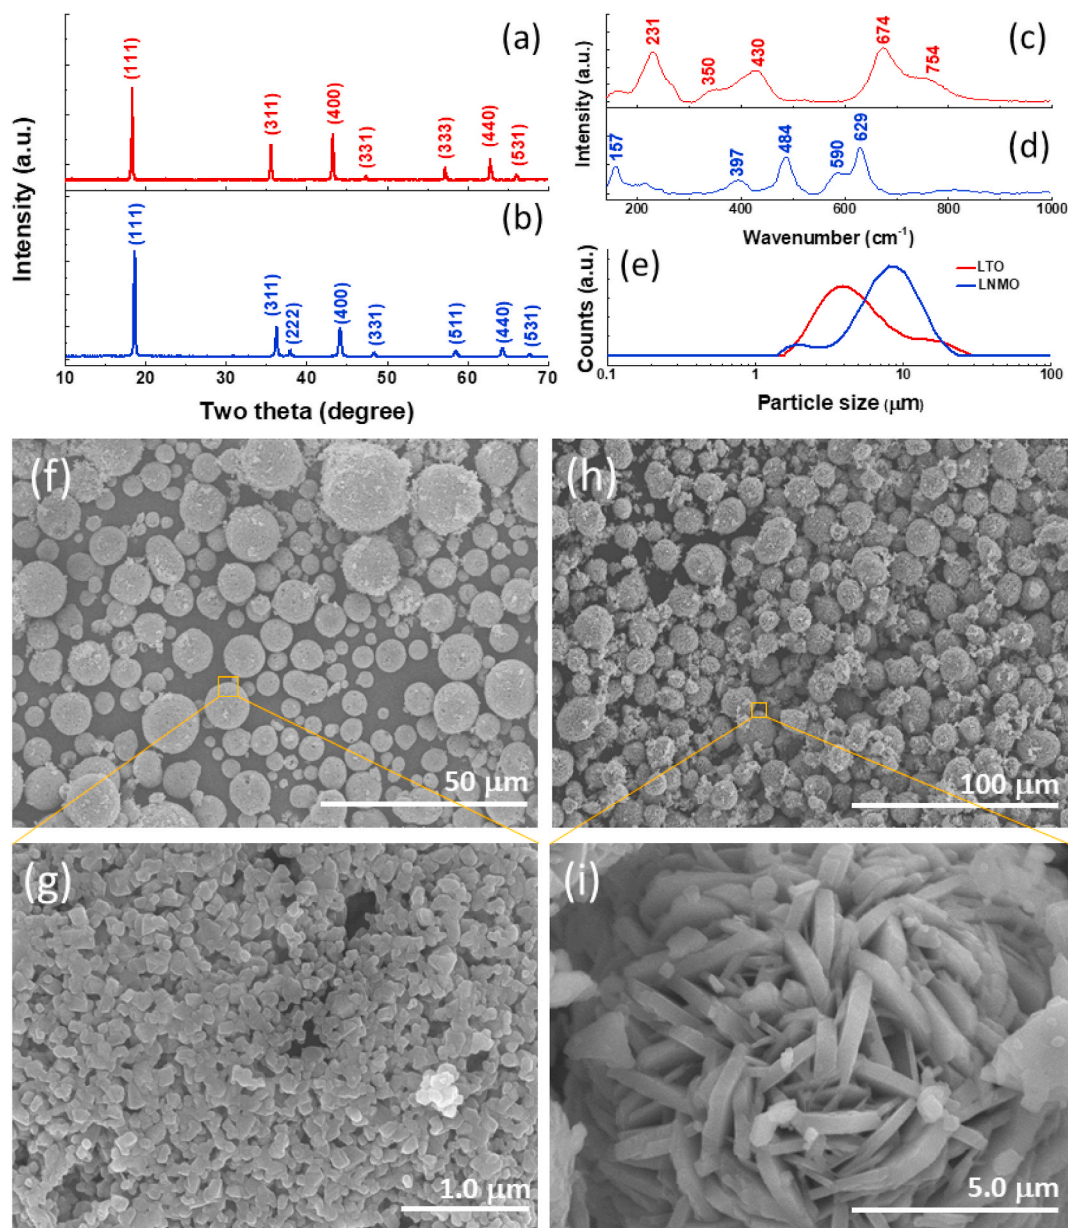 (a)
(111)
(311)
(400)
(331)
(333)
(440)
(531)
(b)
(111)
(311)
(222)
(400)
(331)
(511)
(440)
(531)
Intensity (a.u.)
10 20 30 40 50 60 70
Two theta (degree)
(c)
231
350
430
674
754
(d)
157
397
484
590
629
Intensity (a.u.)
200 400 600 800 1000
Wavenumber (cm-1)
(e)
LTO
LNMO
Counts (a.u.)
0.1 1 10 100
Particle size (μm)
(f)
50 μm
(h)
100 μm
(g)
1.0 μm
(i)
5.0 μm